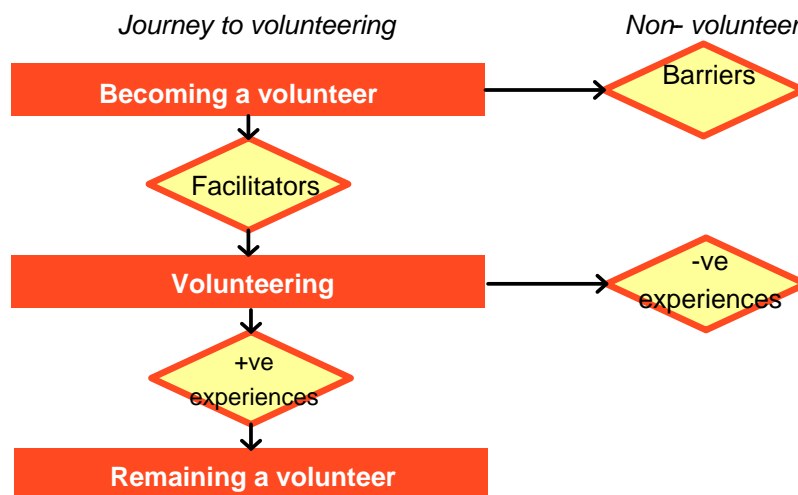 Journey to volunteering
Non- volunteer
Becoming a volunteer
Barriers
Facilitators
Volunteering
-ve
experiences
+ve
experiences
Remaining a volunteer